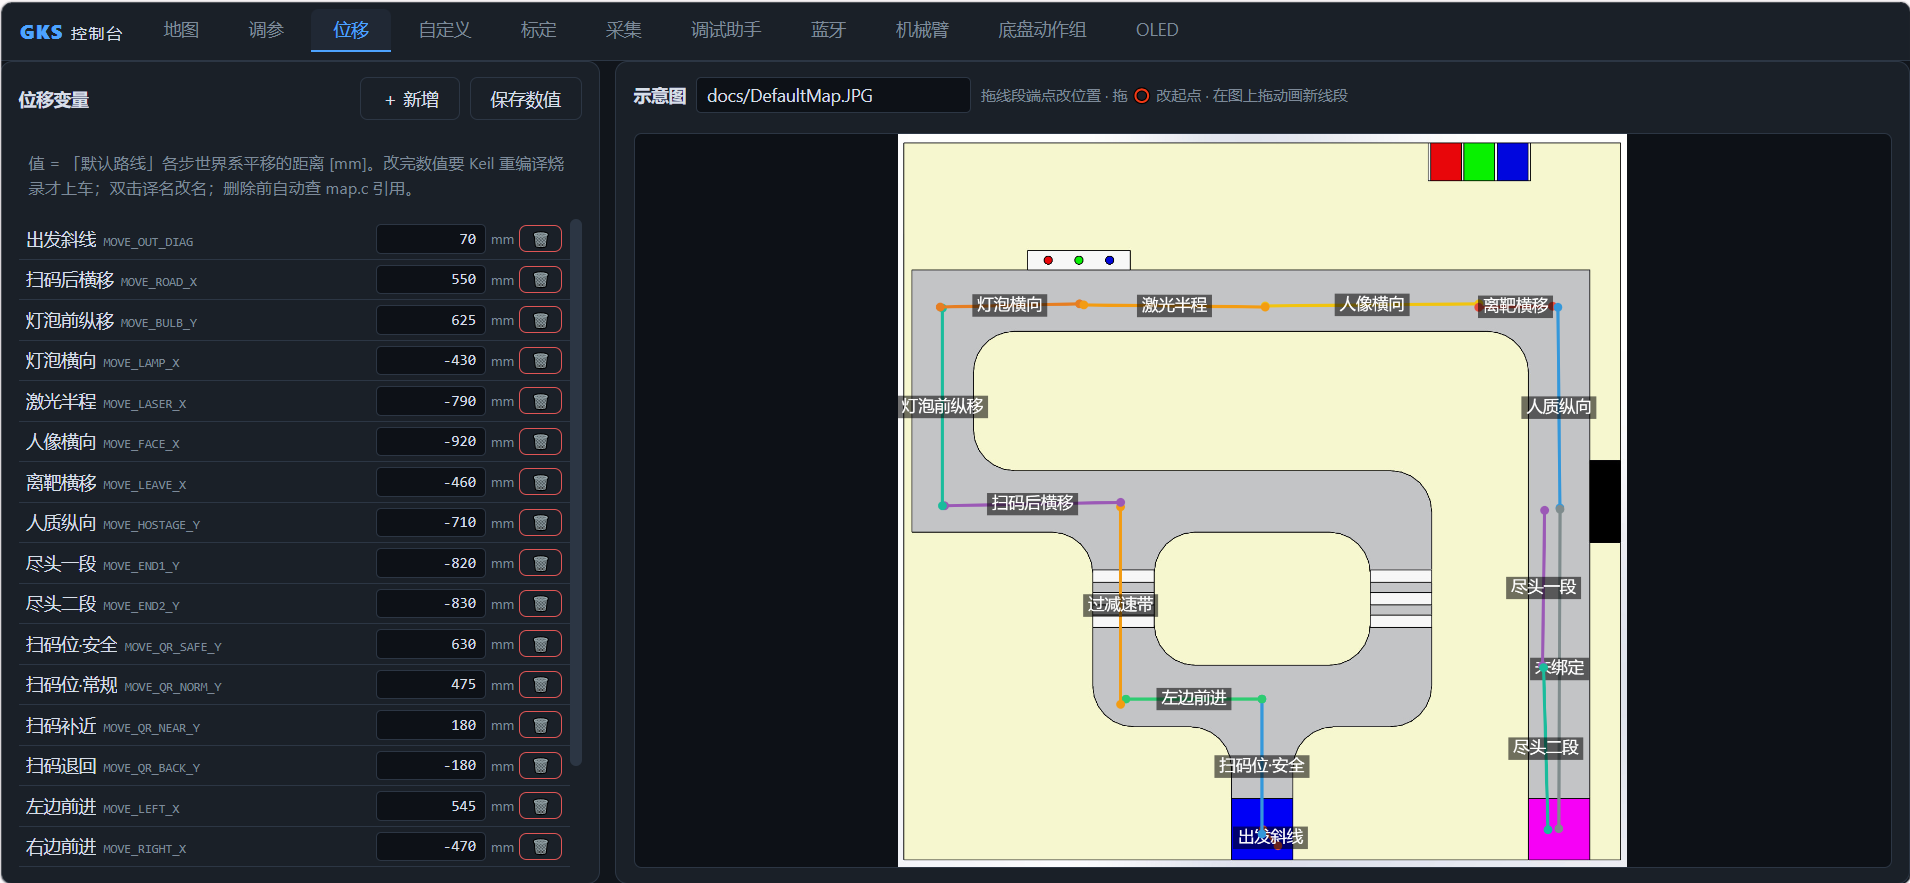 GKS 控制台
地图
调参
位移
自定义
标定
采集
调试助手
蓝牙
机械臂
底盘动作组
OLED
位移变量
+ 新增
保存数值
值 = 「默认路线」各步世界系平移的距离 [mm]。改完数值要 Keil 重编译烧
录才上车；双击译名改名；删除前自动查 map.c 引用。
出发斜线 MOVE_OUT_DIAG 70 mm
扫码后横移 MOVE_ROAD_X 550 mm
灯泡前纵移 MOVE_BULB_Y 625 mm
灯泡横向 MOVE_LAMP_X -430 mm
激光半程 MOVE_LASER_X -790 mm
人像横向 MOVE_FACE_X -920 mm
离靶横移 MOVE_LEAVE_X -460 mm
人质纵向 MOVE_HOSTAGE_Y -710 mm
尽头一段 MOVE_END1_Y -820 mm
尽头二段 MOVE_END2_Y -830 mm
扫码位·安全 MOVE_QR_SAFE_Y 630 mm
扫码位·常规 MOVE_QR_NORM_Y 475 mm
扫码补近 MOVE_QR_NEAR_Y 180 mm
扫码退回 MOVE_QR_BACK_Y -180 mm
左边前进 MOVE_LEFT_X 545 mm
右边前进 MOVE_RIGHT_X -470 mm
示意图
docs/DefaultMap.JPG
拖线段端点改位置 · 拖 改起点 · 在图上拖动画新线段
灯泡横向
激光半程
人像横向
离靶横移
灯泡前纵移
人质纵向
扫码后横移
尽头一段
过减速带
未绑定
左边前进
尽头二段
扫码位·安全
出发斜线